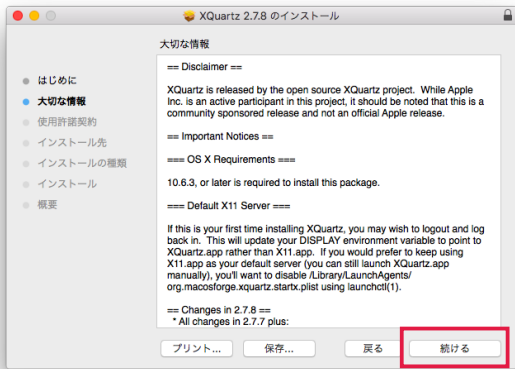 XQuartz 2.7.8 のインストール
大切な情報
はじめに
大切な情報
使用許諾契約
インストール先
インストールの種類
インストール
概要
== Disclaimer ==
XQuartz is released by the open source XQuartz project.  While Apple
Inc. is an active participant in this project, it should be noted that this is a
community sponsored release and not an official Apple release.
== Important Notices ==
=== OS X Requirements ===
10.6.3, or later is required to install this package.
=== Default X11 Server ===
If this is your first time installing XQuartz, you may wish to logout and log
back in.  This will update your DISPLAY environment variable to point to
XQuartz.app rather than X11.app.  If you would prefer to keep using
X11.app as your default server (you can still launch XQuartz.app
manually), you'll want to disable /Library/LaunchAgents/
org.macosforge.xquartz.startx.plist using launchctl(1).
== Changes in 2.7.8 ==
* All changes in 2.7.7 plus:
プリント...
保存...
戻る
続ける